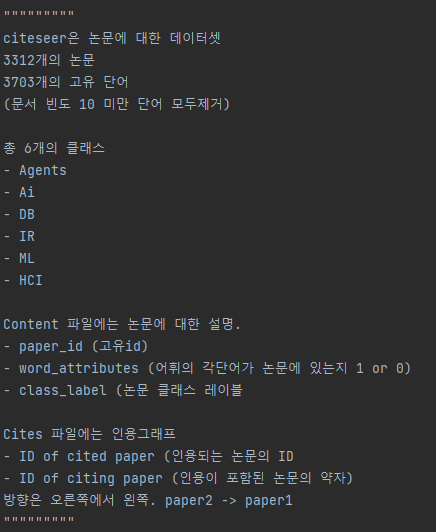 """""""""
citeseer은 논문에 대한 데이터셋
3312개의 논문
3703개의 고유 단어
(문서 빈도 10 미만 단어 모두제거)
총 6개의 클래스
- Agents
- Ai
- DB
- IR
- ML
- HCI
Content 파일에는 논문에 대한 설명.
- paper_id (고유id)
- word_attributes (어휘의 각단어가 논문에 있는지 1 or 0)
- class_label (논문 클래스 레이블
Cites 파일에는 인용그래프
- ID of cited paper (인용되는 논문의 ID
- ID of citing paper (인용이 포함된 논문의 약자)
방향은 오른쪽에서 왼쪽. paper2 -> paper1
"""""""""